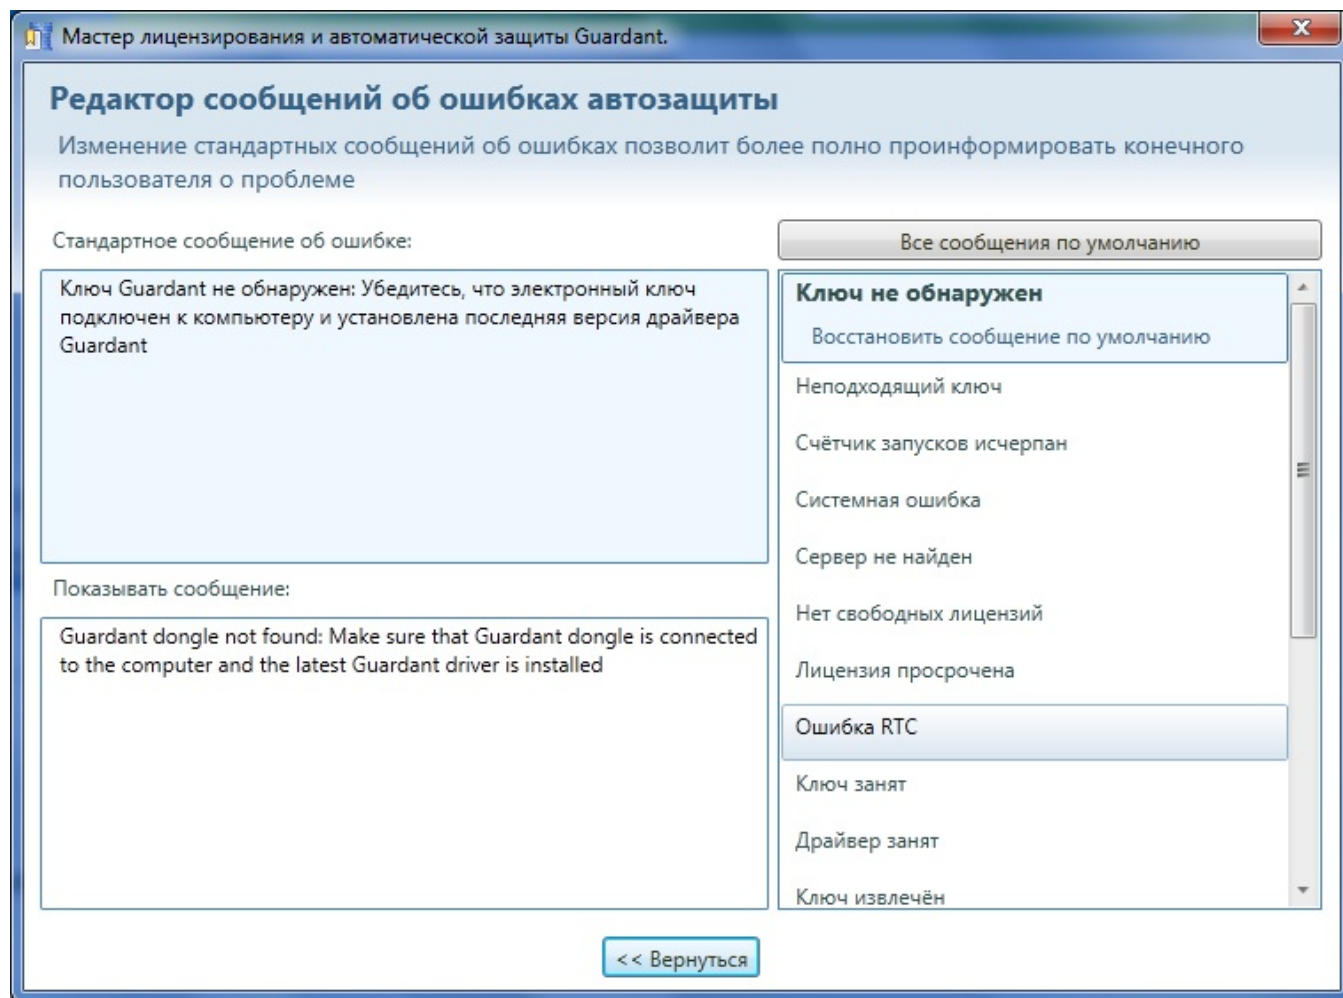 Мастер лицензирования и автоматической защиты Guardant.
Редактор сообщений об ошибках автозащиты
Изменение стандартных сообщений об ошибках позволит более полно проинформировать конечного
пользователя о проблеме
Стандартное сообщение об ошибке:
Ключ Guardant не обнаружен: Убедитесь, что электронный ключ
подключен к компьютеру и установлена последняя версия драйвера
Guardant
Показывать сообщение:
Guardant dongle not found: Make sure that Guardant dongle is connected
to the computer and the latest Guardant driver is installed
Все сообщения по умолчанию
Ключ не обнаружен
Восстановить сообщение по умолчанию
Неподходящий ключ
Счётчик запусков исчерпан
Системная ошибка
Сервер не найден
Нет свободных лицензий
Лицензия просрочена
Ошибка RTC
Ключ занят
Драйвер занят
Ключ извлечён
<< Вернуться